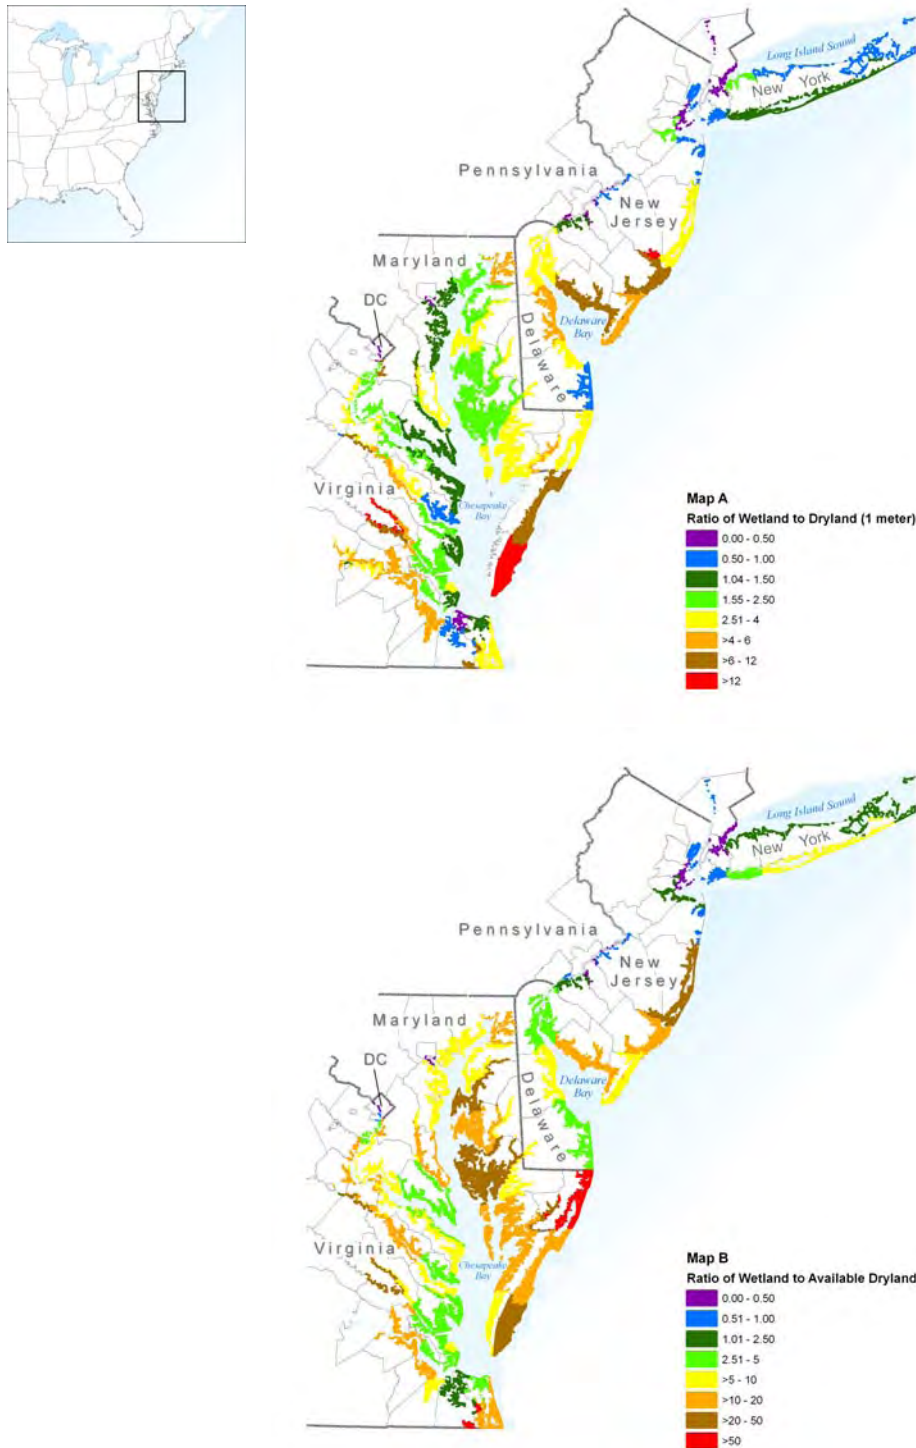 Long Island Sound
New York
Pennsylvania
New
Jersey
Maryland
DC
Delaware
Bay
Delaware
Virginia
Chesapeake
Bay
Map A
Ratio of Wetland to Dryland (1 meter)
0.00 - 0.50
0.50 - 1.00
1.04 - 1.50
1.55 - 2.50
2.51 - 4
>4 - 6
>6 - 12
>12
Long Island Sound
New York
Pennsylvania
New
Jersey
Maryland
DC
Delaware
Bay
Delaware
Virginia
Chesapeake
Bay
Map B
Ratio of Wetland to Available Dryland
0.00 - 0.50
0.51 - 1.00
1.01 - 2.50
2.51 - 5
>5 - 10
>10 - 20
>20 - 50
>50